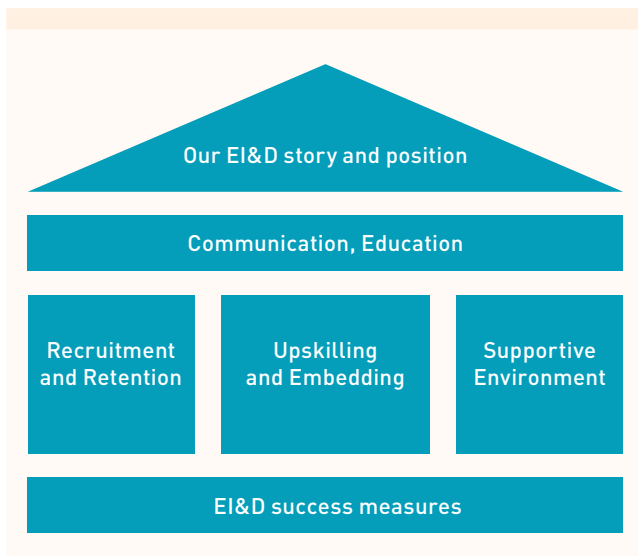 Our EI&D story and position
Communication, Education
Recruitment
and Retention
Upskilling
and Embedding
Supportive
Environment
EI&D success measures